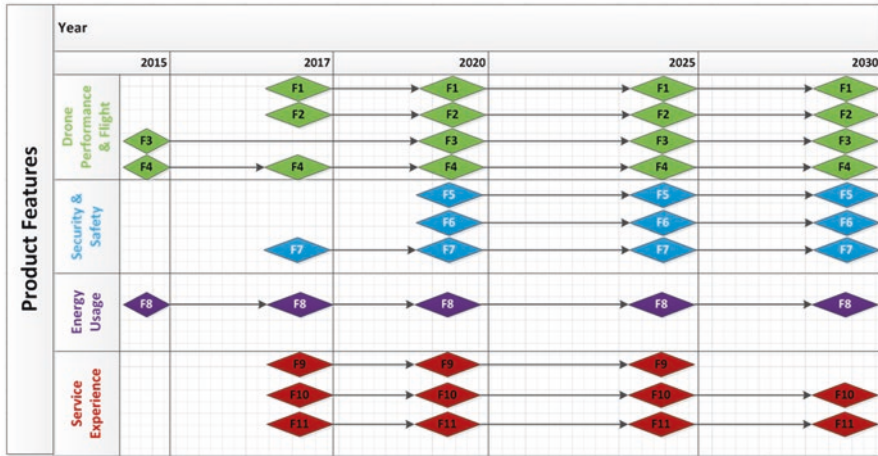 Product Features
Year
2015 2017 2020 2025 2030
Drone
Performance
& Flight
F1 F1 F1 F1
F2 F2 F2 F2
F3 F3 F3 F3
F4 F4 F4 F4 F4
Security &
Safety
F5 F5 F5
F6 F6 F6
F7 F7 F7 F7
Energy
Usage
F8 F8 F8 F8 F8
Service
Experience
F9 F9 F9
F10 F10 F10 F10
F11 F11 F11 F11